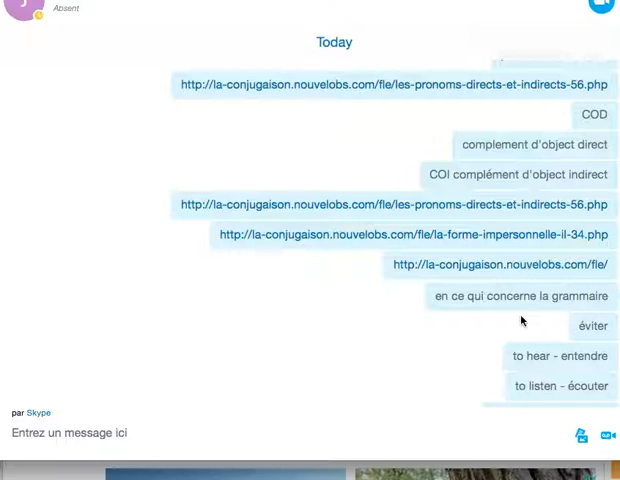 Absent
Today
http://la-conjugaison.nouvelobs.com/fle/les-pronoms-directs-et-indirects-56.php
COD
complement d'object direct
COI complément d'object indirect
http://la-conjugaison.nouvelobs.com/fle/les-pronoms-directs-et-indirects-56.php
http://la-conjugaison.nouvelobs.com/fle/la-forme-impersonnelle-il-34.php
http://la-conjugaison.nouvelobs.com/fle/
en ce qui concerne la grammaire
éviter
to hear - entendre
to listen - écouter
par Skype
Entrez un message ici